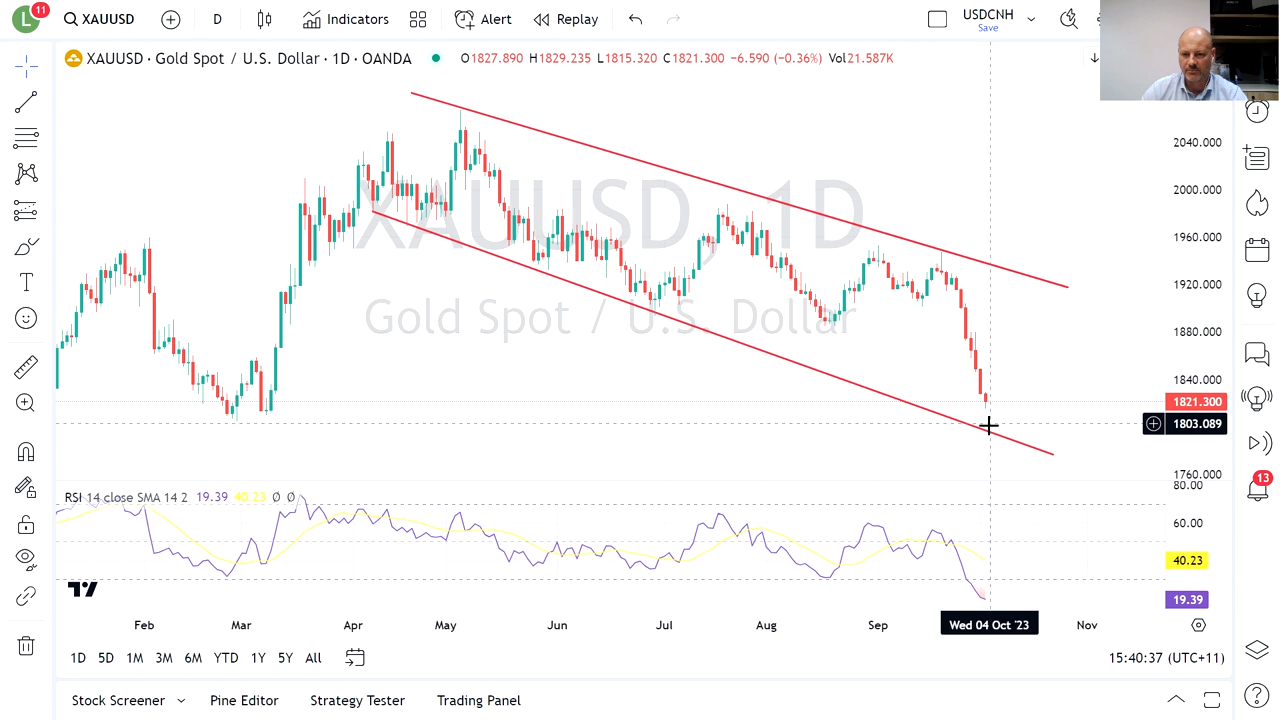 L 11 XAUUSD D Indicators Alert Replay USDCNH
Save
XAUUSD · Gold Spot / U.S. Dollar · 1D · OANDA O1827.890 H1829.235 L1815.320 C1821.300 −6.590 (−0.36%) Vol21.587K
XAUUSD, 1D
Gold Spot / U.S. Dollar
2040.000
2000.000
1960.000
1920.000
1880.000
1840.000
1821.300
1803.089
1760.000
13
RSI 14 close SMA 14 2 19.39 40.23 Ø Ø
80.00
60.00
40.23
19.39
Feb Mar Apr May Jun Jul Aug Sep Wed 04 Oct '23 Nov
1D 5D 1M 3M 6M YTD 1Y 5Y All 15:40:37 (UTC+11)
Stock Screener Pine Editor Strategy Tester Trading Panel